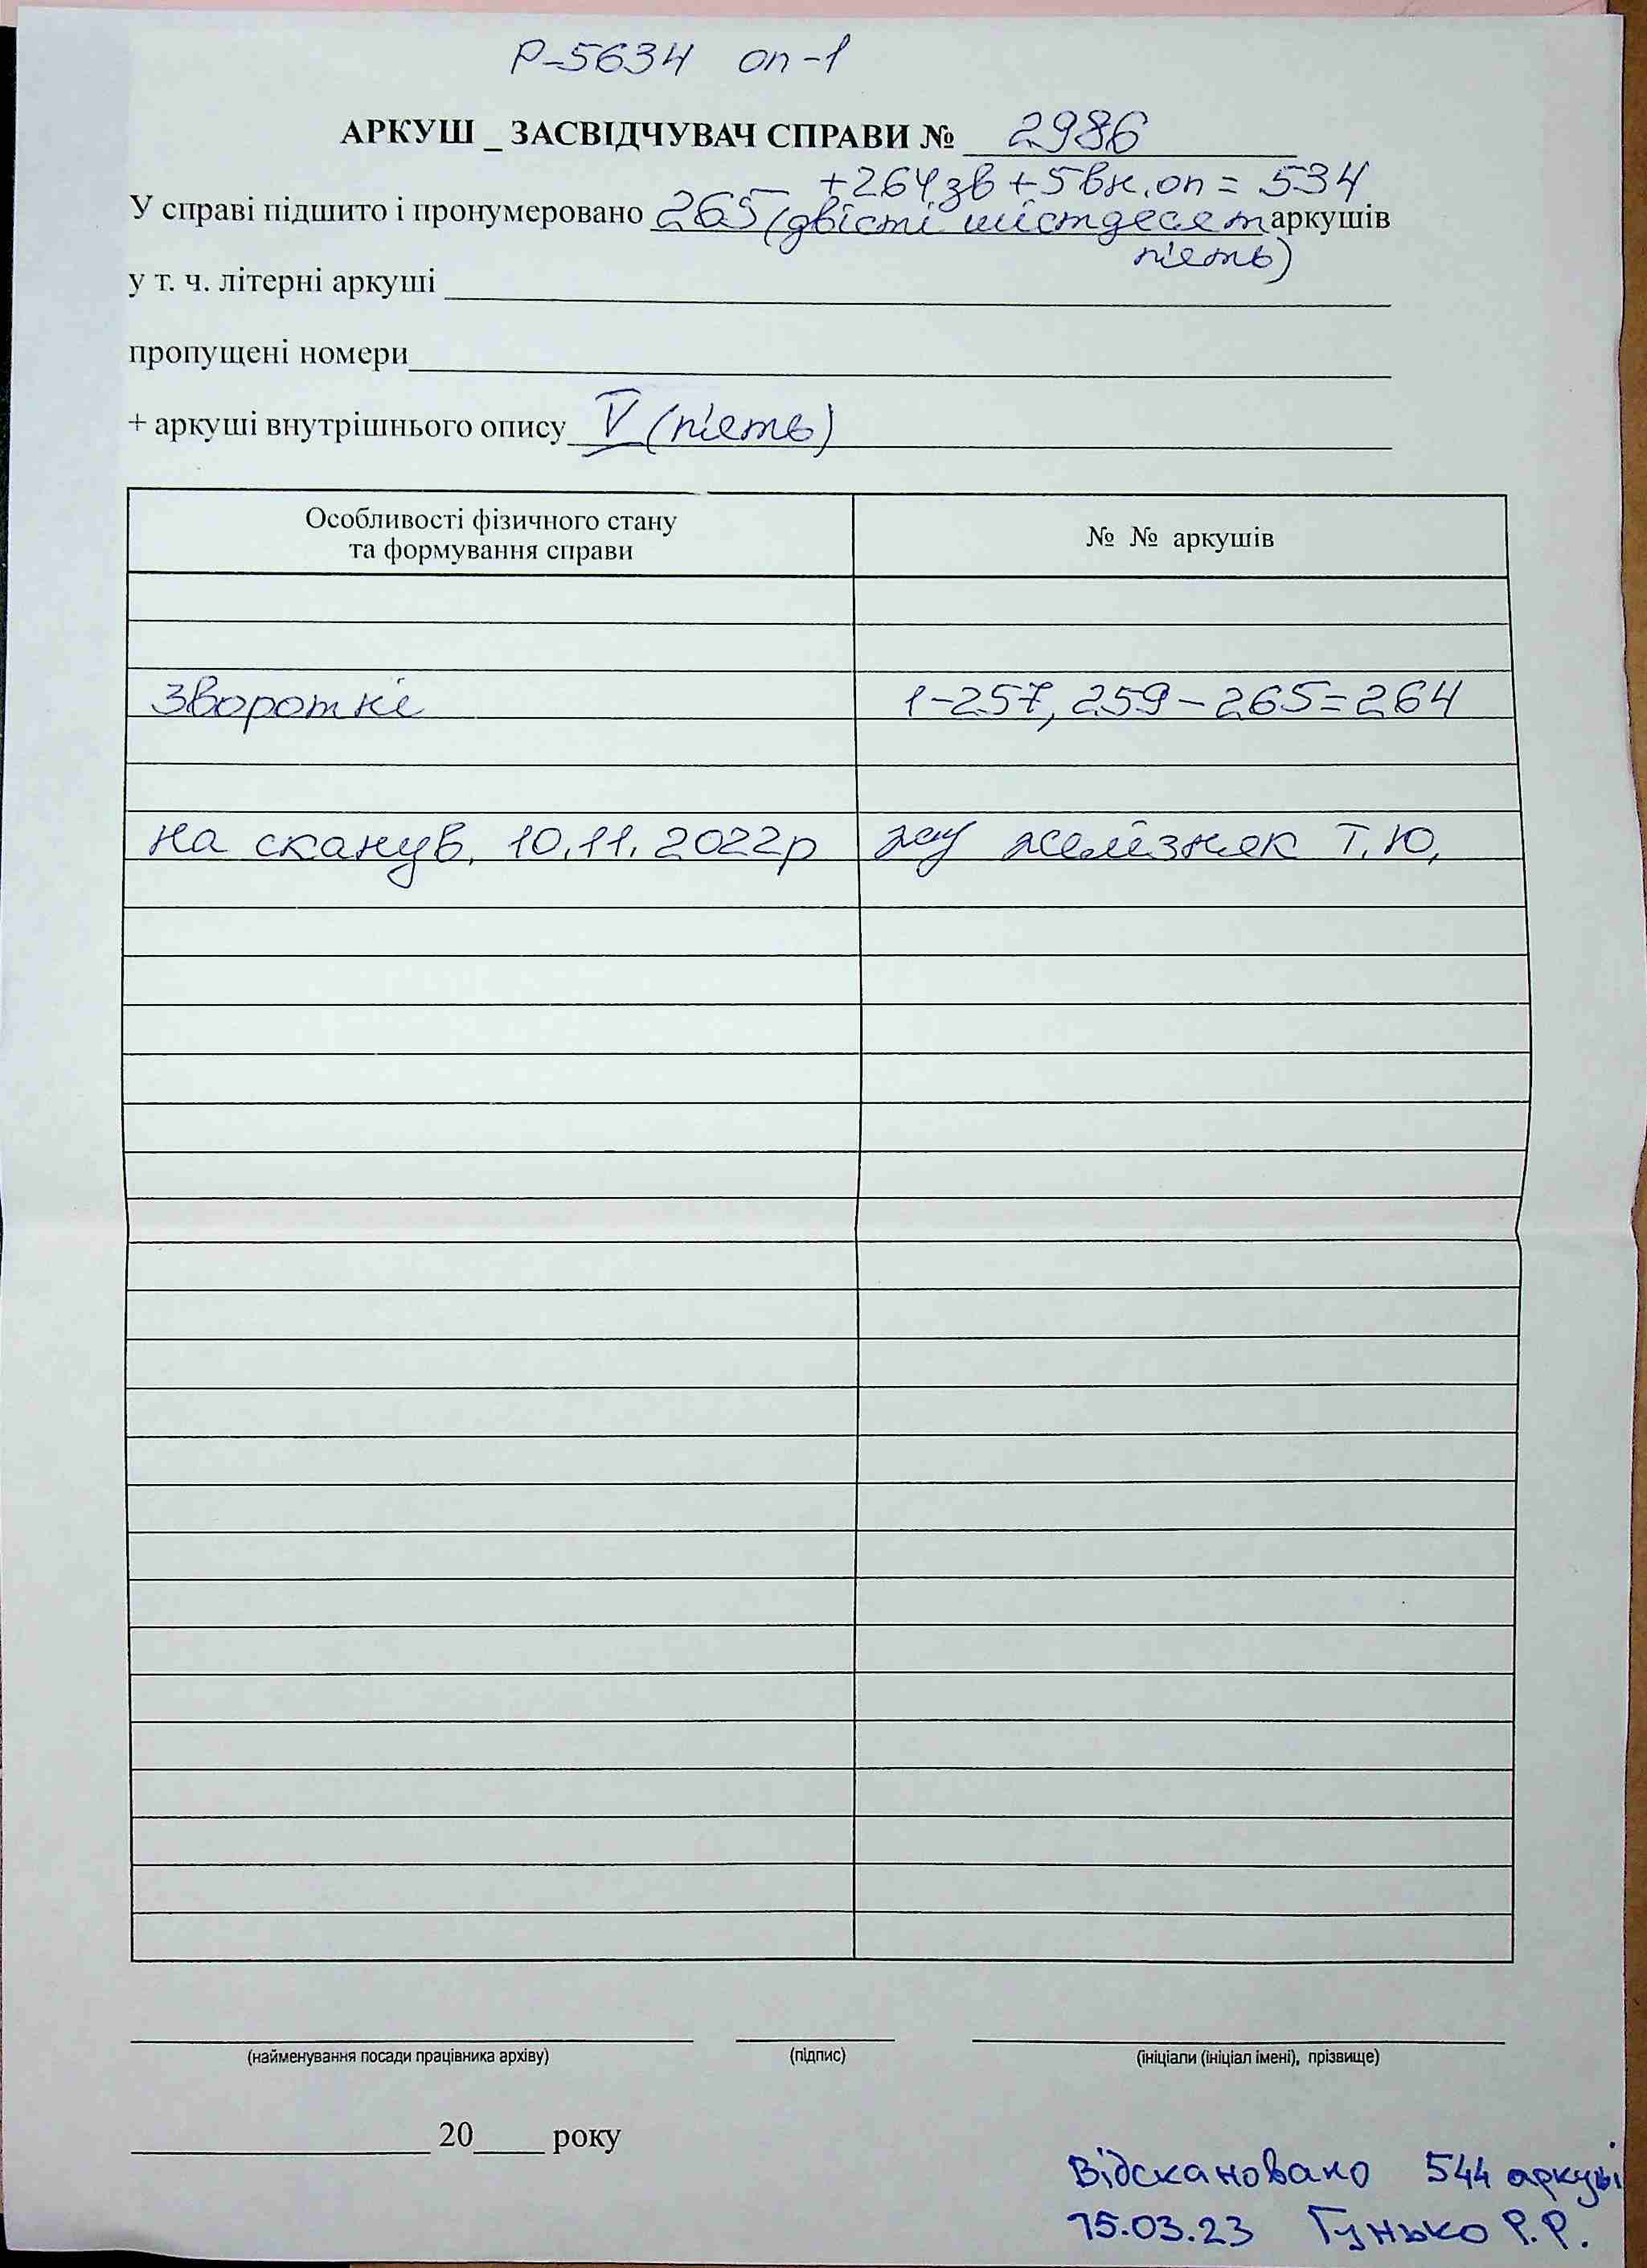 Р-5634 оп-1
АРКУШ _ ЗАСВІДЧУВАЧ СПРАВИ № 2986
+264зв+5вн.оп = 534
У справі підшито і пронумеровано 265 (двісті шістдесят аркушів
п'ять)
у т. ч. літерні аркуші
пропущені номери
+ аркуші внутрішнього опису V (п'ять)
Особливості фізичного стану
та формування справи
№ № аркушів
Зворотні 1-257, 259-265=264
на сканув. 10.11.2022р Желізняк Т.Ю.
(найменування посади працівника архіву) (підпис) (ініціали (ініціал імені), прізвище)
20 року
Відскановано 544 аркуші
15.03.23 Гунько Р.Р.